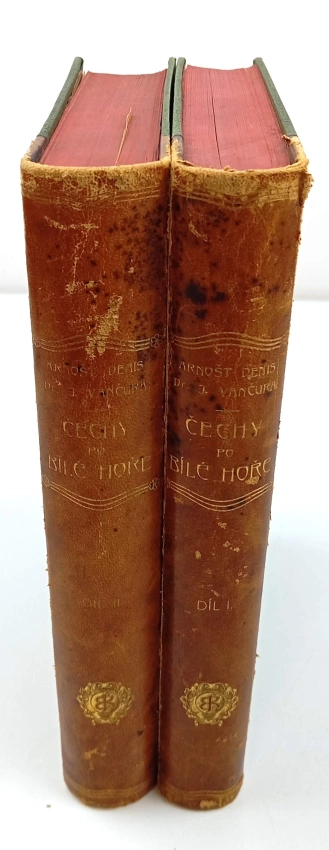 ARNOŠT DENIS
Dr. J. VANČURA
ČECHY
PO
BÍLÉ HOŘE
DÍL II.
ARNOŠT DENIS
Dr. J. VANČURA
ČECHY
PO
BÍLÉ HOŘE
DÍL I.